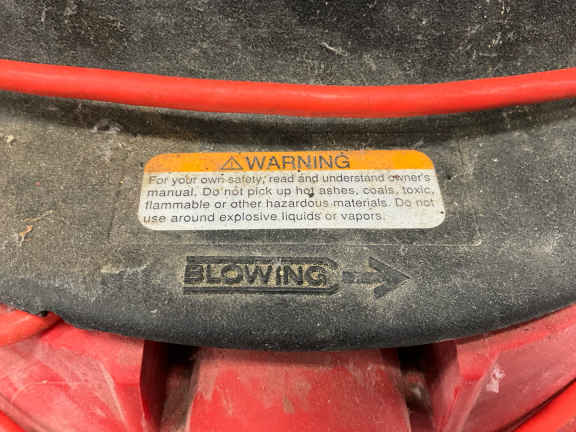 WARNING
For your own safety, read and understand owner's
manual. Do not pick up hot ashes, coals, toxic,
flammable or other hazardous materials. Do not
use around explosive liquids or vapors.
BLOWING